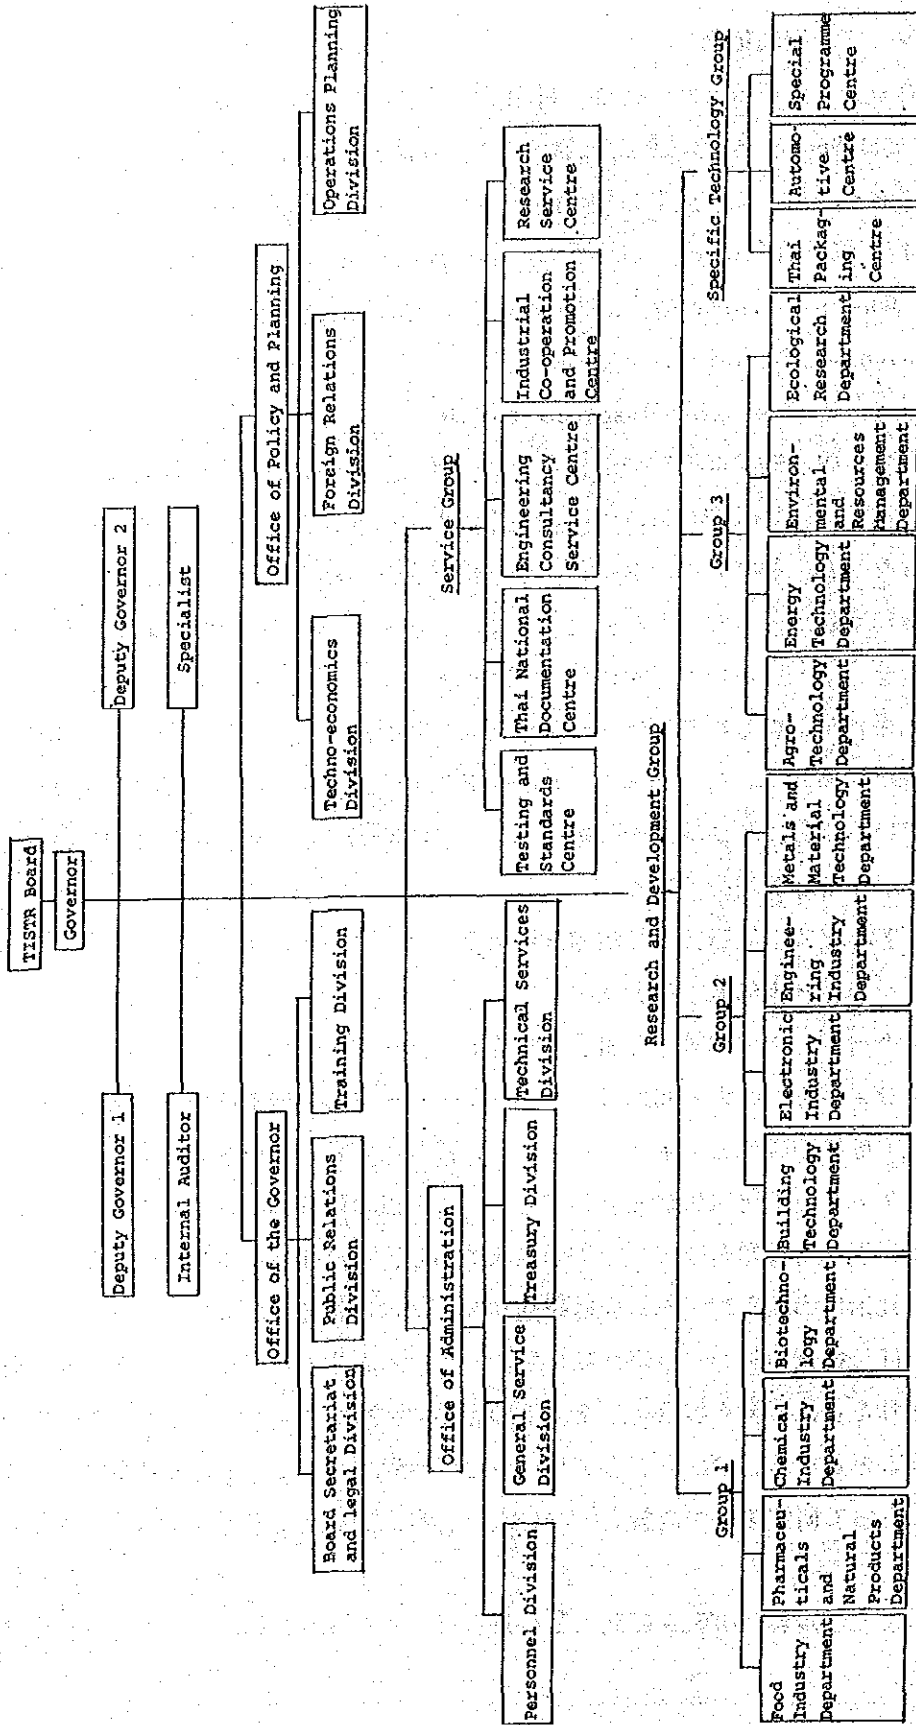 TISTR Board
Governor
Deputy Governor 1
Deputy Governor 2
Internal Auditor
Specialist
Office of the Governor
Office of Policy and Planning
Board Secretariat
and legal Division
Public Relations
Division
Training Division
Techno-economics
Division
Foreign Relations
Division
Operations Planning
Division
Office of Administration
Service Group
Personnel Division
General Service
Division
Treasury Division
Technical Services
Division
Testing and
Standards
Centre
Thai National
Documentation
Centre
Engineering
Consultancy
Service Centre
Industrial
Co-operation
and Promotion
Centre
Research
Service
Centre
Research and Development Group
Group 1
Group 2
Group 3
Specific Technology Group
Food
Industry
Department
Pharmaceu-
ticals
and
Natural
Products
Department
Chemical
Industry
Department
Biotechno-
logy
Department
Building
Technology
Department
Electronic
Industry
Department
Enginee-
ring
Industry
Department
Metals and
Material
Technology
Department
Agro-
Technology
Department
Energy
Technology
Department
Environ-
mental
and
Resources
Management
Department
Ecological
Research
Department
Thai
Packag-
ing
Centre
Automo-
tive
Centre
Special
Programme
Centre